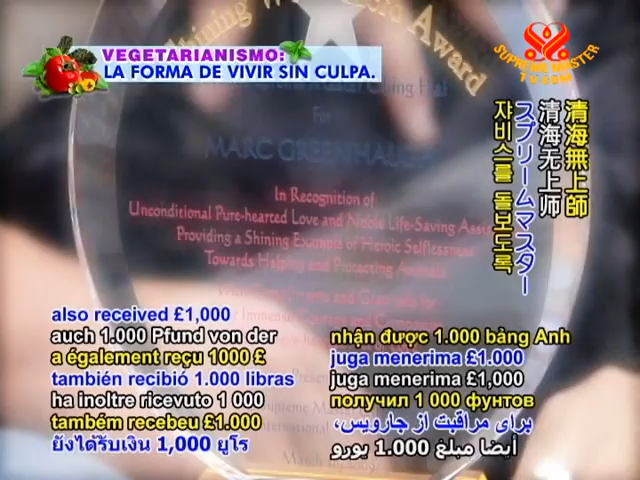 VEGETARIANISMO:
LA FORMA DE VIVIR SIN CULPA.
SUPREME MASTER
TV.COM
Shining World Hero Award
Ching Hai
For
MARC GREENHALGH
In Recognition of
Unconditional Pure-hearted Love and Noble Life-Saving
Providing a Shining Example of Heroic Selflessness
Towards Helping and Protecting Animals
清海無上師
清海无上师
スプリームマスター
쟈비스를 돌보도록
also received £1,000
auch 1.000 Pfund von der
a également reçu 1000 £
también recibió 1.000 libras
ha inoltre ricevuto 1 000
também recebeu £1.000
ยังได้รับเงิน 1,000 ยูโร
nhận được 1.000 bảng Anh
juga menerima £1.000
juga menerima £1,000
получил 1 000 фунтов
برای مراقبت از جارویس،
أيضا مبلغ 1.000 يورو